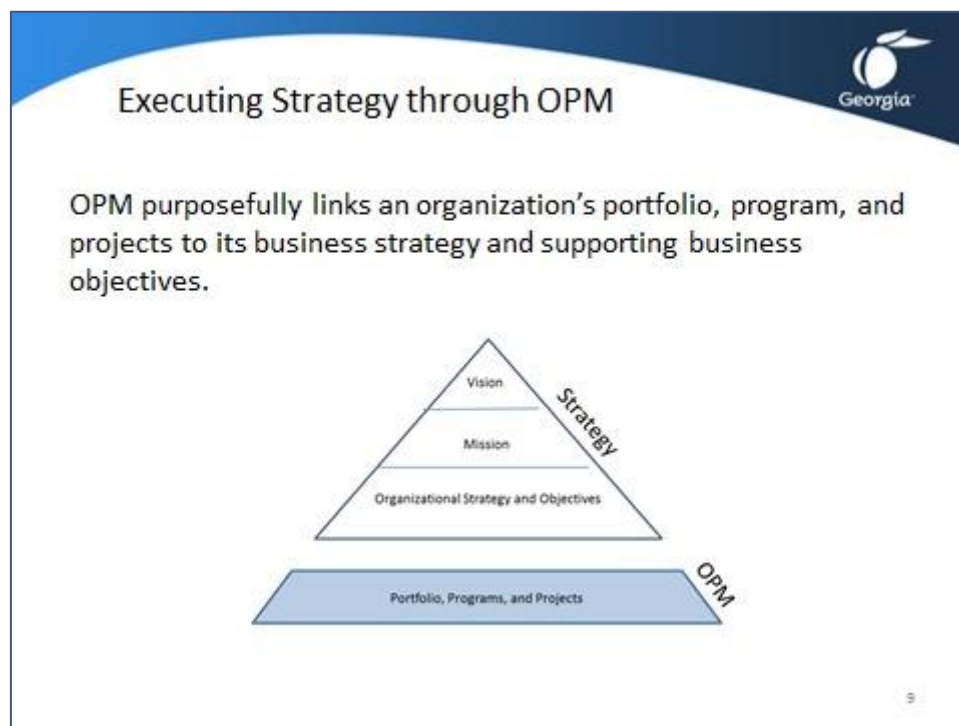 Georgia
Executing Strategy through OPM
OPM purposefully links an organization's portfolio, program, and
projects to its business strategy and supporting business
objectives.
Vision
Strategy
Mission
Organizational Strategy and Objectives
OPM
Portfolio, Programs, and Projects
9